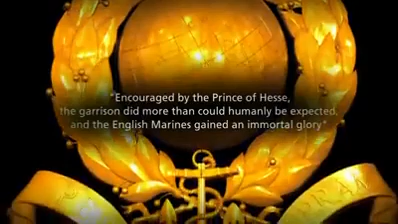 "Encouraged by the Prince of Hesse,
the garrison did more than could humanly be expected,
and the English Marines gained an immortal glory"